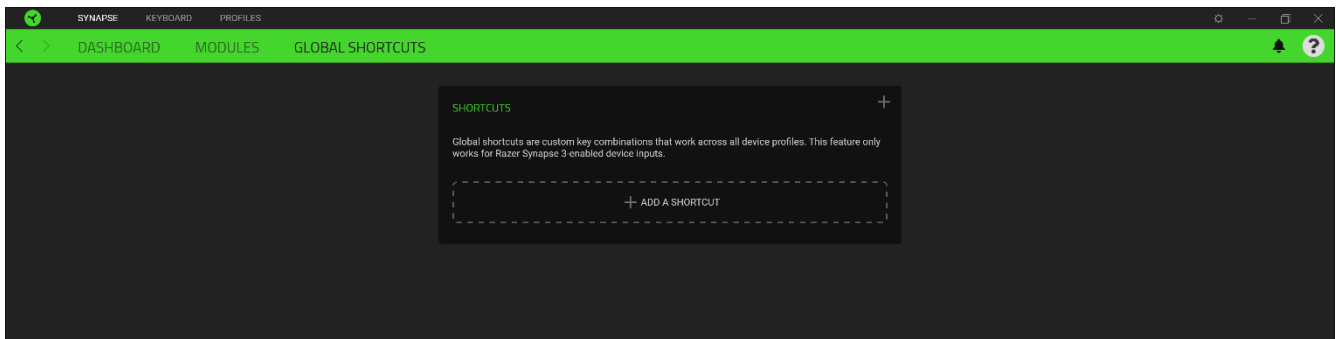 SYNAPSE KEYBOARD PROFILES
DASHBOARD MODULES GLOBAL SHORTCUTS
?
SHORTCUTS
Global shortcuts are custom key combinations that work across all device profiles. This feature only
works for Razer Synapse 3-enabled device inputs.
ADD A SHORTCUT